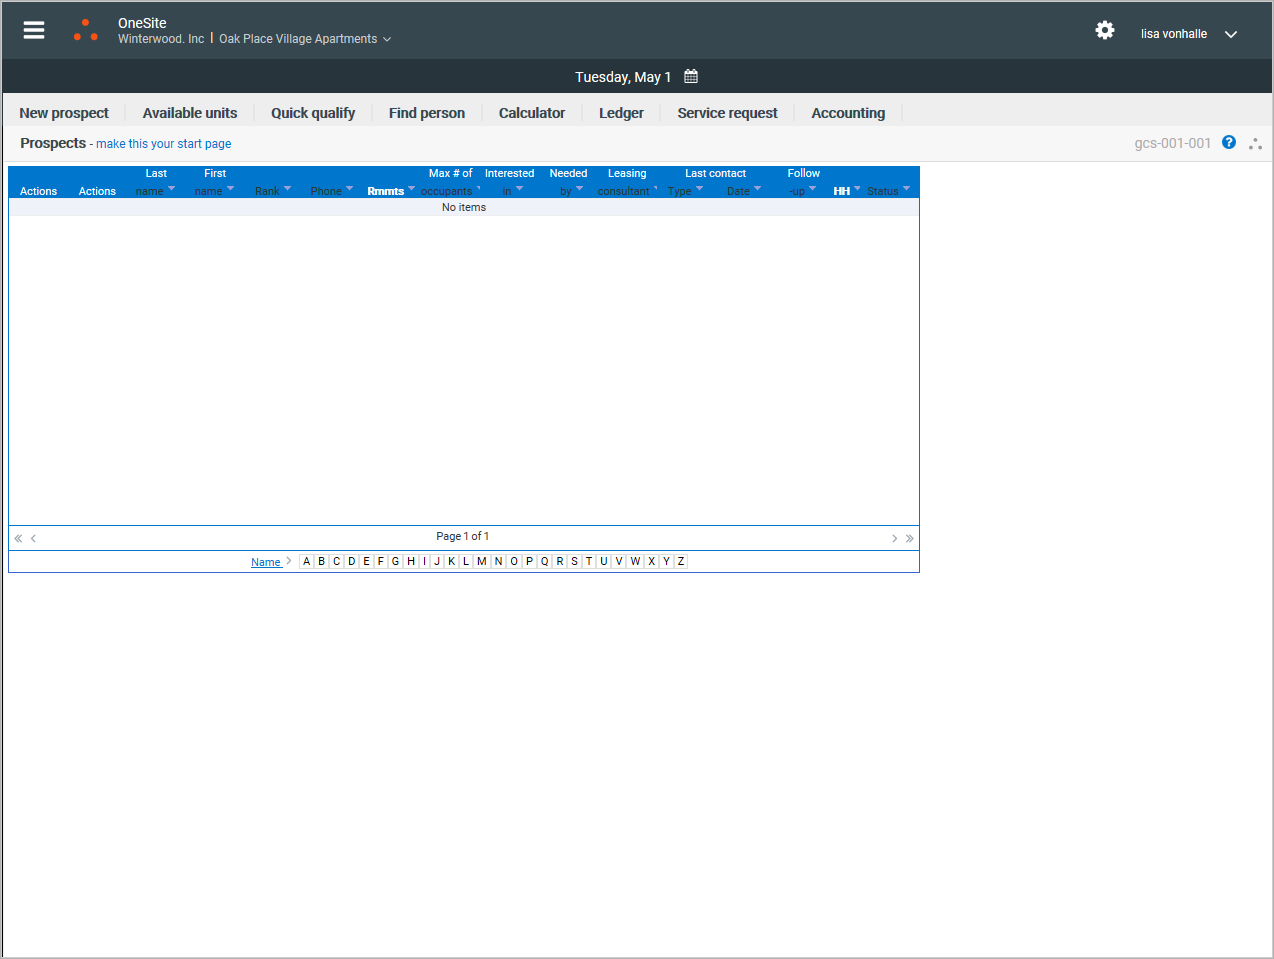 OneSite
Winterwood. Inc | Oak Place Village Apartments
lisa vonhalle
Tuesday, May 1
New prospect Available units Quick qualify Find person Calculator Ledger Service request Accounting
Prospects - make this your start page
gcs-001-001 ?
Last First Max # of Interested Needed Leasing Last contact Follow
Actions Actions name name Rank Phone Rmmts occupants in by consultant Type Date -up HH Status
No items
« ‹ Page 1 of 1 › »
Name > A B C D E F G H I J K L M N O P Q R S T U V W X Y Z